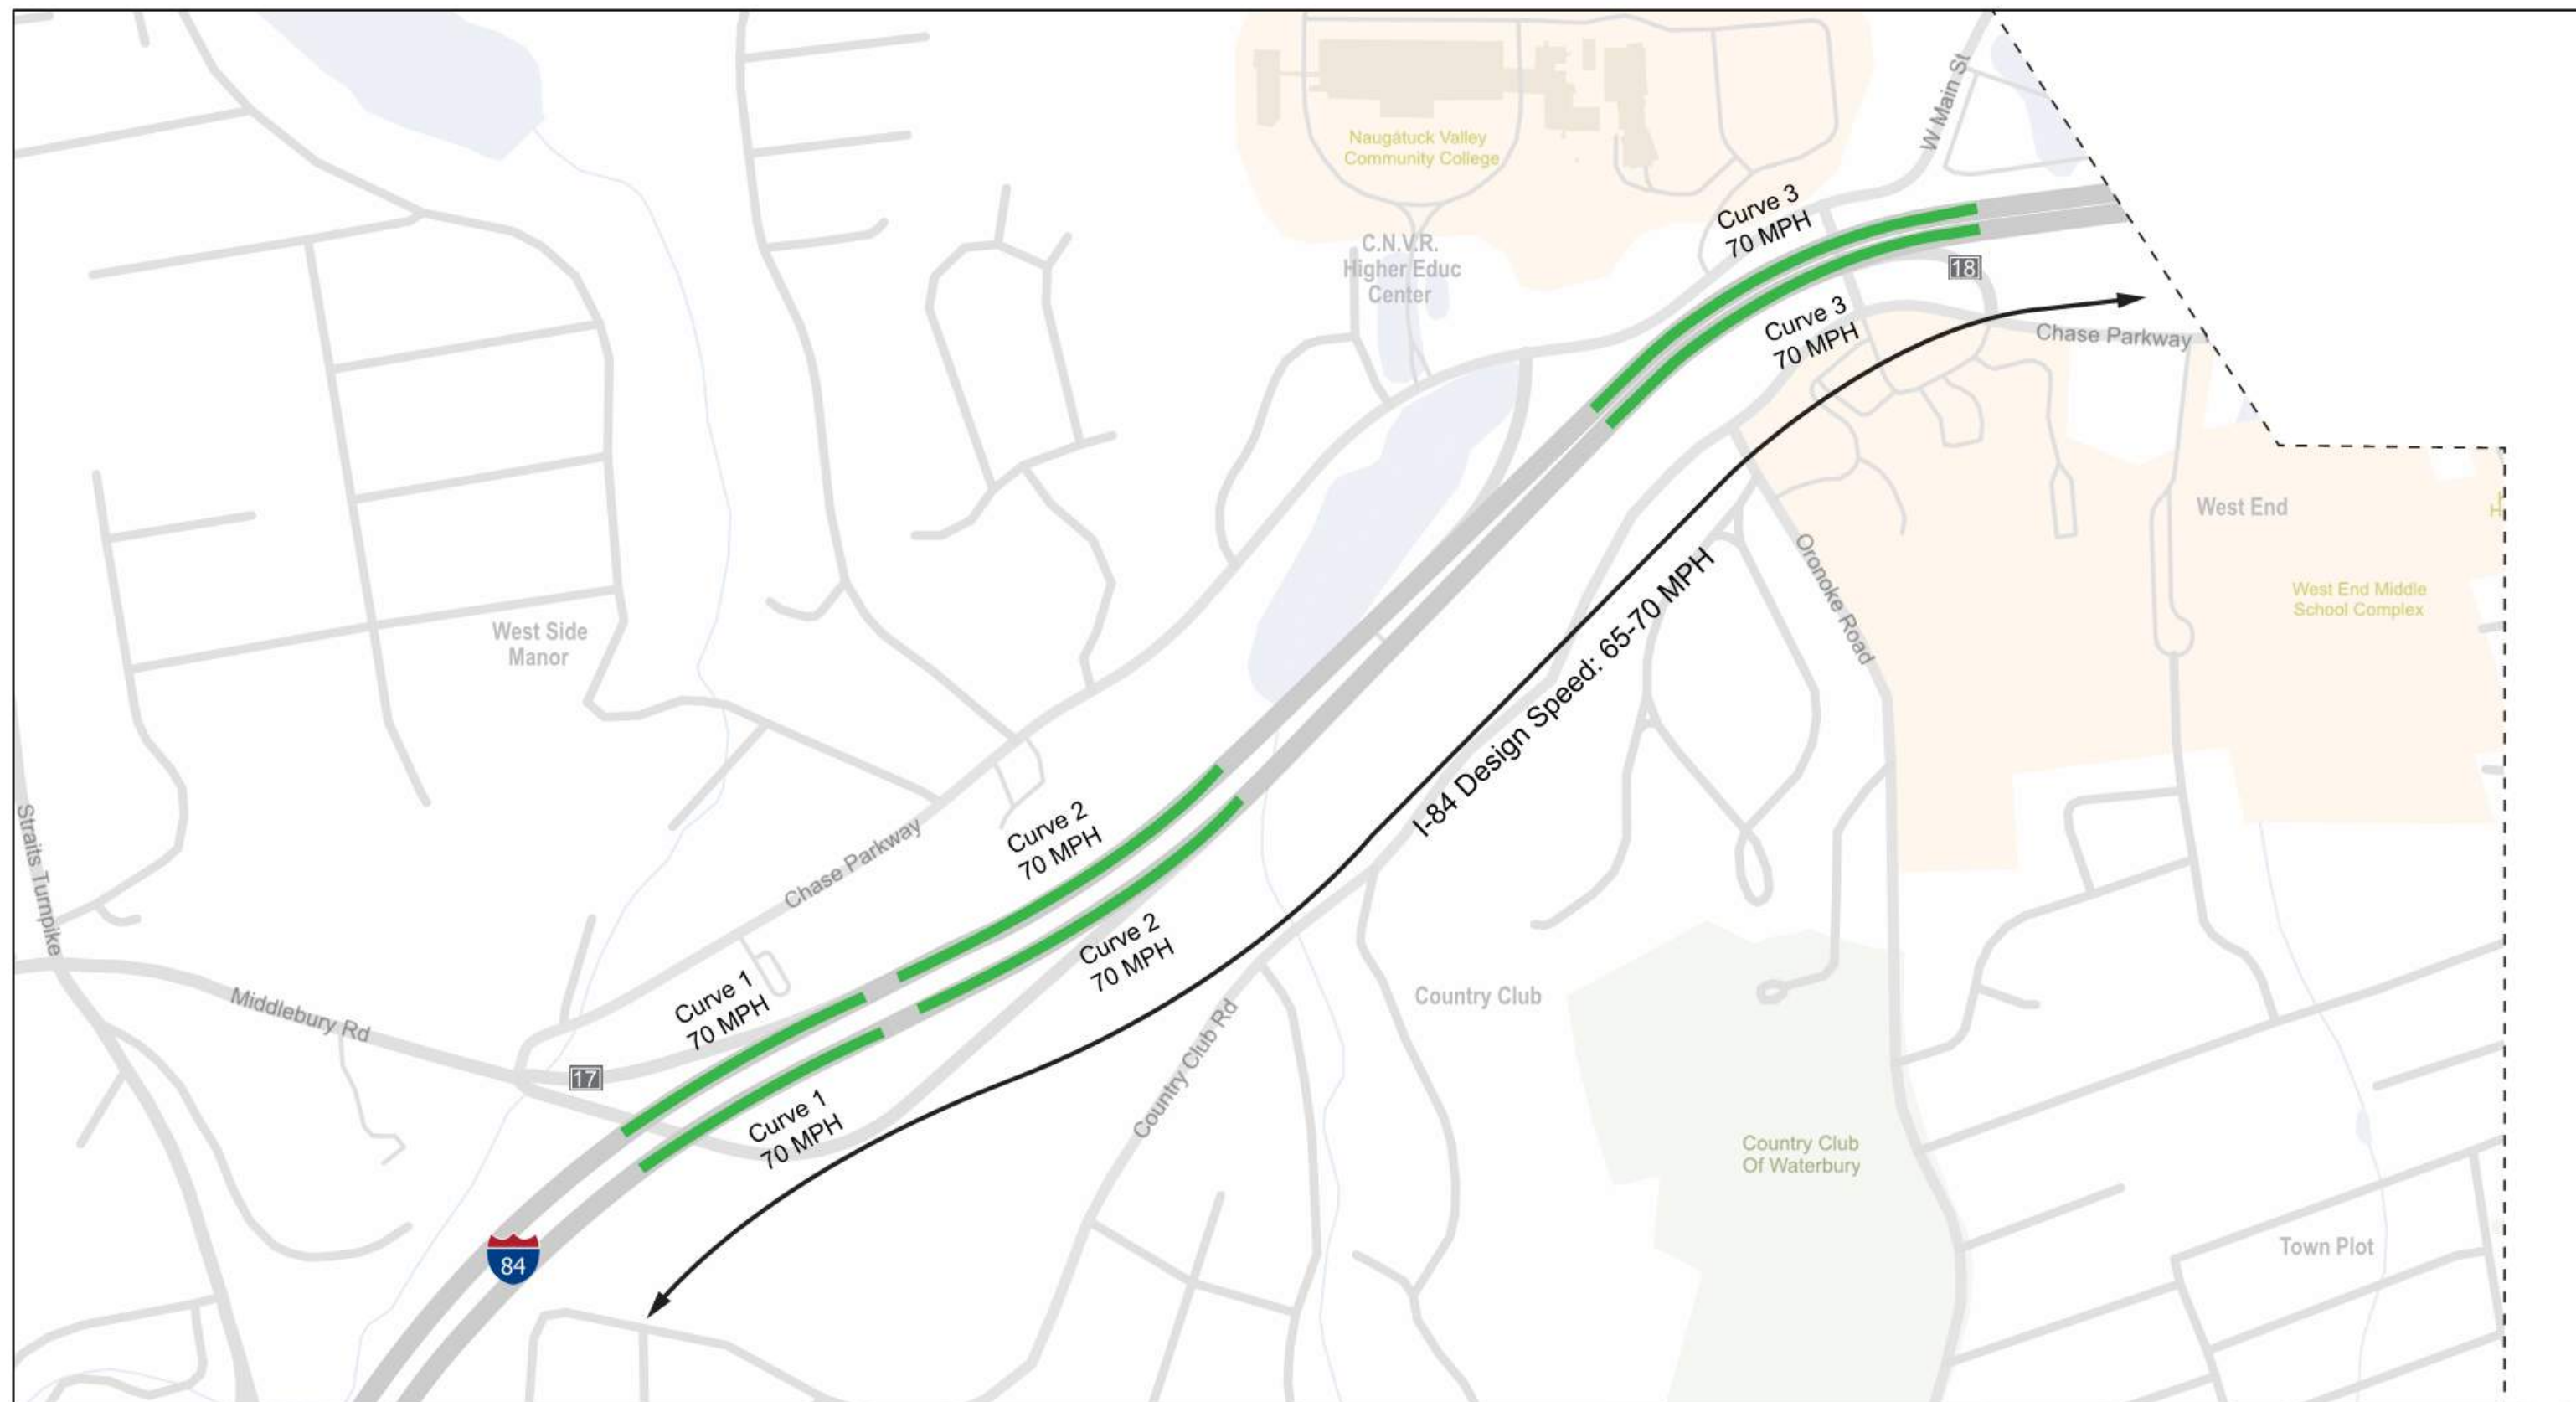 W Main St
Naugatuck Valley
Community College
C.N.V.R.
Higher Educ
Center
Curve 3
70 MPH
18
Curve 3
70 MPH
Chase Parkway
West End
H
West End Middle
School Complex
Oronoke Road
I-84 Design Speed: 65-70 MPH
West Side
Manor
Straits Turnpike
Chase Parkway
Curve 2
70 MPH
Curve 2
70 MPH
Middlebury Rd
Curve 1
70 MPH
17
Curve 1
70 MPH
Country Club Rd
Country Club
Country Club
Of Waterbury
Town Plot
84